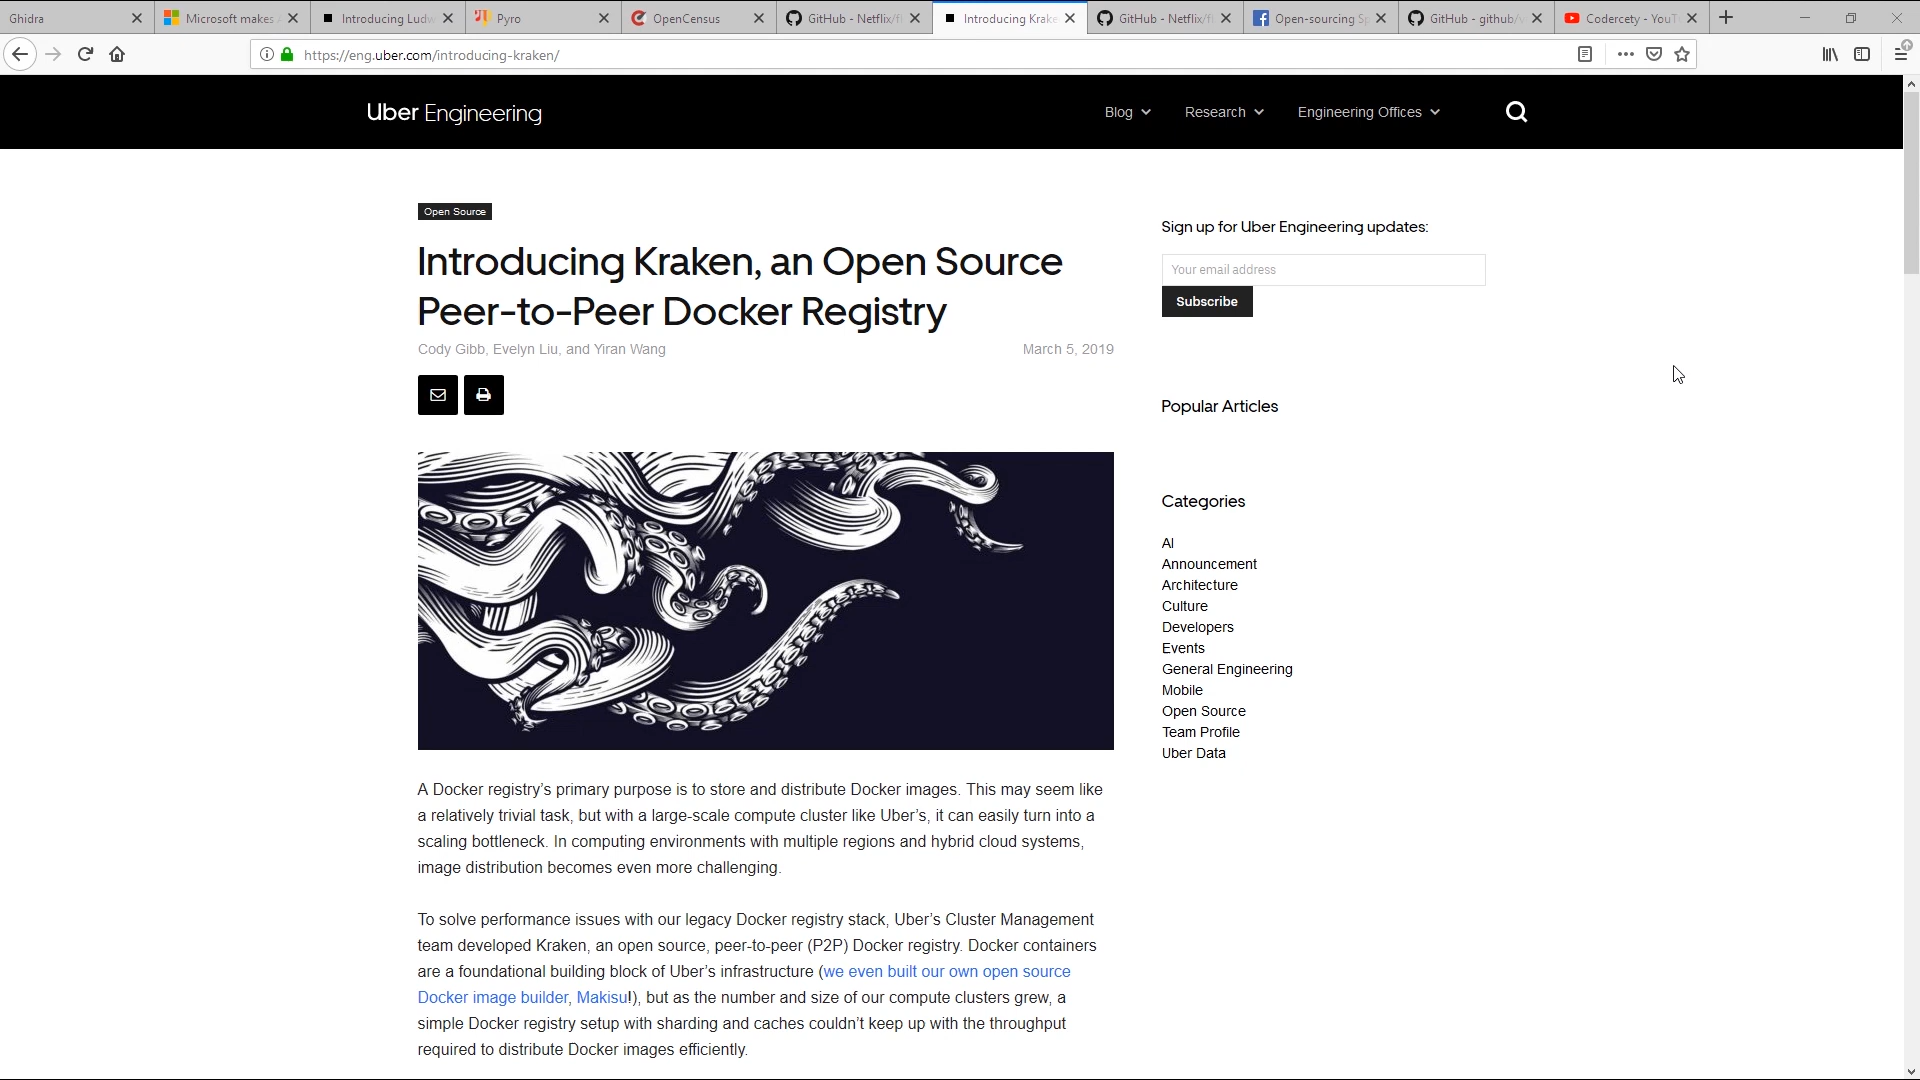 Ghidra
Microsoft makes
Introducing Ludw
Pyro
OpenCensus
GitHub - Netflix/fl
Introducing Krake
GitHub - Netflix/fl
Open-sourcing Sp
GitHub - github/v
Codercety - YouT
https://eng.uber.com/introducing-kraken/
Uber Engineering
Blog
Research
Engineering Offices
Open Source
Introducing Kraken, an Open Source
Peer-to-Peer Docker Registry
Cody Gibb, Evelyn Liu, and Yiran Wang
March 5, 2019
A Docker registry’s primary purpose is to store and distribute Docker images. This may seem like
a relatively trivial task, but with a large-scale compute cluster like Uber’s, it can easily turn into a
scaling bottleneck. In computing environments with multiple regions and hybrid cloud systems,
image distribution becomes even more challenging.
To solve performance issues with our legacy Docker registry stack, Uber’s Cluster Management
team developed Kraken, an open source, peer-to-peer (P2P) Docker registry. Docker containers
are a foundational building block of Uber’s infrastructure (we even built our own open source
Docker image builder, Makisu!), but as the number and size of our compute clusters grew, a
simple Docker registry setup with sharding and caches couldn’t keep up with the throughput
required to distribute Docker images efficiently.
Sign up for Uber Engineering updates:
Your email address
Subscribe
Popular Articles
Categories
AI
Announcement
Architecture
Culture
Developers
Events
General Engineering
Mobile
Open Source
Team Profile
Uber Data